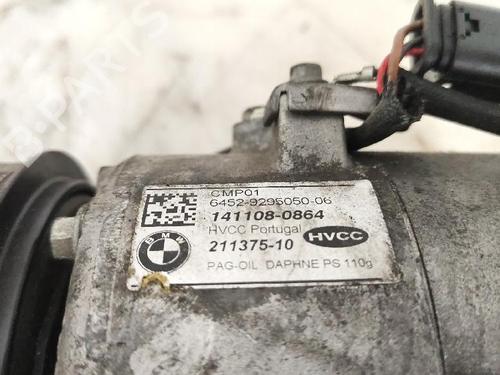 CMP01
6452-9295050-06
141108-0864
HVCC Portugal
211375-10
HVCC
BMW
PAG-OIL DAPHNE PS 110g
B-PARTS